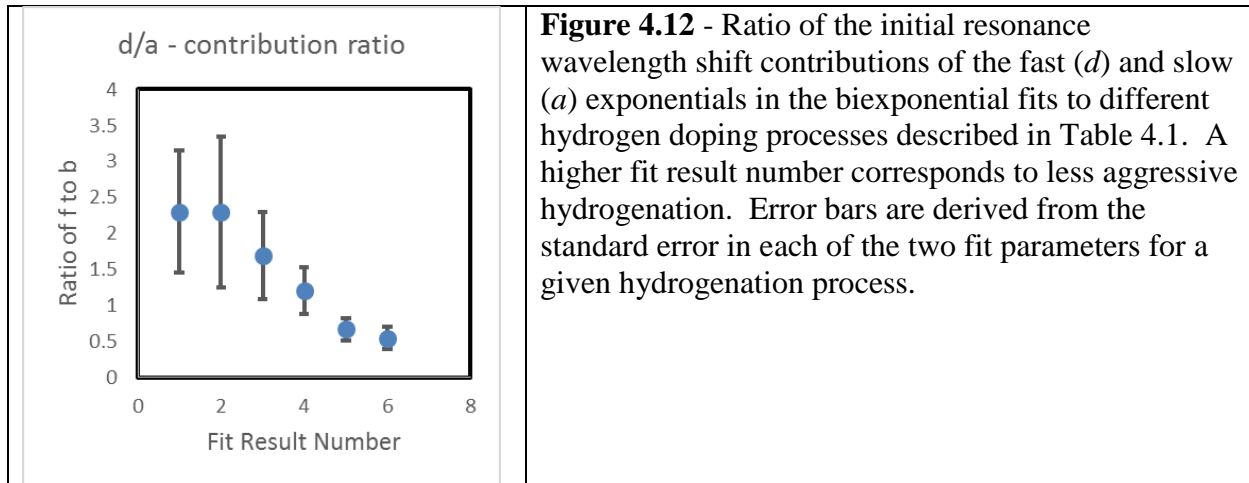 d/a - contribution ratio
4
3.5
3
2.5
2
1.5
1
0.5
0
Ratio of f to b
0 2 4 6 8
Fit Result Number
Figure 4.12 - Ratio of the initial resonance
wavelength shift contributions of the fast (d) and slow
(a) exponentials in the biexponential fits to different
hydrogen doping processes described in Table 4.1. A
higher fit result number corresponds to less aggressive
hydrogenation. Error bars are derived from the
standard error in each of the two fit parameters for a
given hydrogenation process.